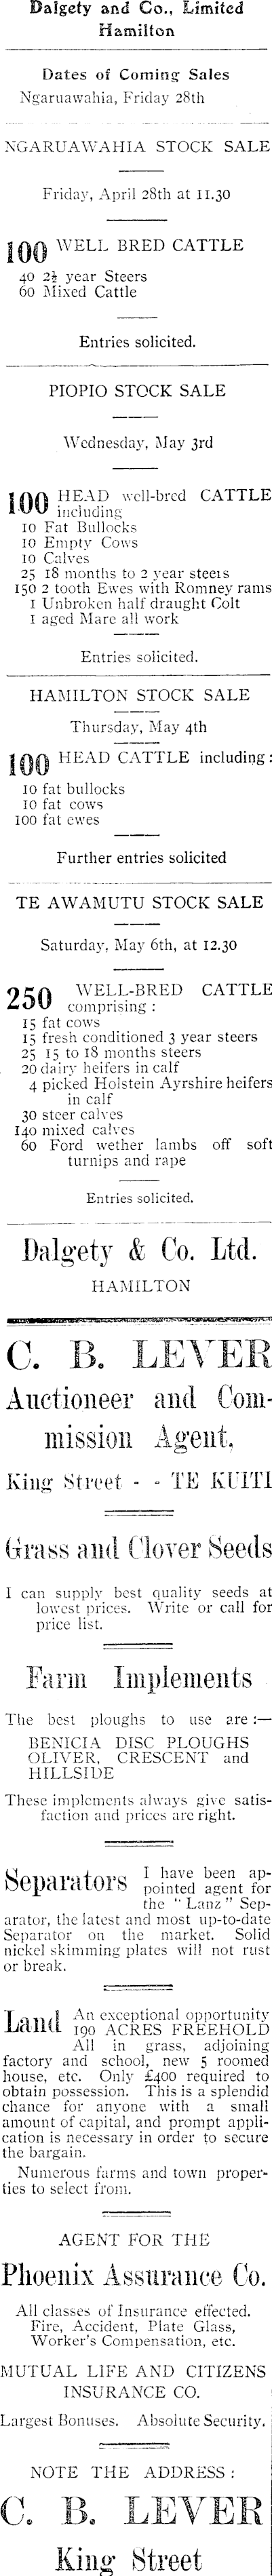 Dalgety and Co., Limited
Hamilton
Dates of Coming Sales
Ngaruawahia, Friday 28th
NGARUAWAHIA STOCK SALE
Friday, April 28th at 11.30
100 WELL BRED CATTLE
40 2½ year Steers
60 Mixed Cattle
Entries solicited.
PIOPIO STOCK SALE
Wednesday, May 3rd
100 HEAD well-bred CATTLE
including
10 Fat Bullocks
10 Empty Cows
10 Calves
25 18 months to 2 year steers
150 2 tooth Ewes with Romney rams
1 Unbroken half draught Colt
1 aged Mare all work
Entries solicited.
HAMILTON STOCK SALE
Thursday, May 4th
100 HEAD CATTLE including :
10 fat bullocks
10 fat cows
100 fat ewes
Further entries solicited
TE AWAMUTU STOCK SALE
Saturday, May 6th, at 12.30
250 WELL-BRED CATTLE
comprising :
15 fat cows
15 fresh conditioned 3 year steers
25 15 to 18 months steers
20 dairy heifers in calf
4 picked Holstein Ayrshire heifers
in calf
30 steer calves
140 mixed calves
60 Ford wether lambs off soft
turnips and rape
Entries solicited.
Dalgety & Co. Ltd.
HAMILTON
C. B. LEVER
Auctioneer and Com-
mission Agent,
King Street - - TE KUITI
Grass and Clover Seeds
I can supply best quality seeds at
lowest prices. Write or call for
price list.
Farm Implements
The best ploughs to use are :—
BENICIA DISC PLOUGHS
OLIVER, CRESCENT and
HILLSIDE
These implements always give satis-
faction and prices are right.
Separators I have been ap-
pointed agent for
the " Lanz " Sep-
arator, the latest and most up-to-date
Separator on the market. Solid
nickel skimming plates will not rust
or break.
Land An exceptional opportunity
190 ACRES FREEHOLD
All in grass, adjoining
factory and school, new 5 roomed
house, etc. Only £400 required to
obtain possession. This is a splendid
chance for anyone with a small
amount of capital, and prompt appli-
cation is necessary in order to secure
the bargain.
Numerous farms and town proper-
ties to select from.
AGENT FOR THE
Phoenix Assurance Co.
All classes of Insurance effected.
Fire, Accident, Plate Glass,
Worker's Compensation, etc.
MUTUAL LIFE AND CITIZENS
INSURANCE CO.
Largest Bonuses. Absolute Security.
NOTE THE ADDRESS :
C. B. LEVER
King Street